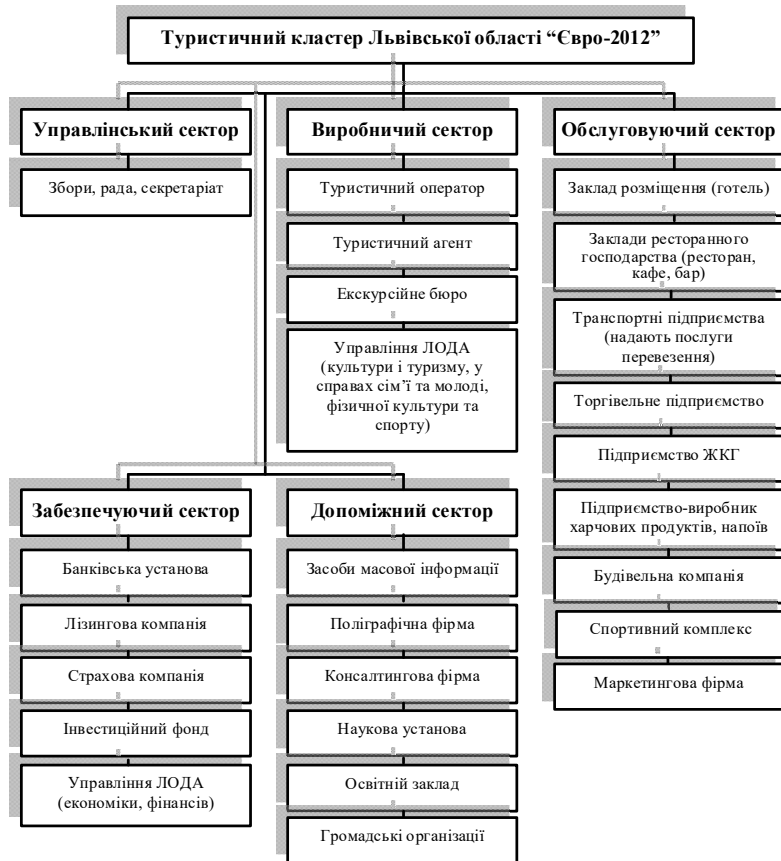 Туристичний кластер Львівської області “Євро-2012”
Управлінський сектор
Збори, рада, секретаріат
Виробничий сектор
Туристичний оператор
Туристичний агент
Екскурсійне бюро
Управління ЛОДА
(культури і туризму, у
справах сім’ї та молоді,
фізичної культури та
спорту)
Обслуговуючий сектор
Заклад розміщення (готель)
Заклади ресторанного
господарства (ресторан,
кафе, бар)
Транспортні підприємства
(надають послуги
перевезення)
Торгівельне підприємство
Підприємство ЖКГ
Підприємство-виробник
харчових продуктів, напоїв
Будівельна компанія
Спортивний комплекс
Маркетингова фірма
Забезпечуючий сектор
Банківська установа
Лізингова компанія
Страхова компанія
Інвестиційний фонд
Управління ЛОДА
(економіки, фінансів)
Допоміжний сектор
Засоби масової інформації
Поліграфічна фірма
Консалтингова фірма
Наукова установа
Освітній заклад
Громадські організації